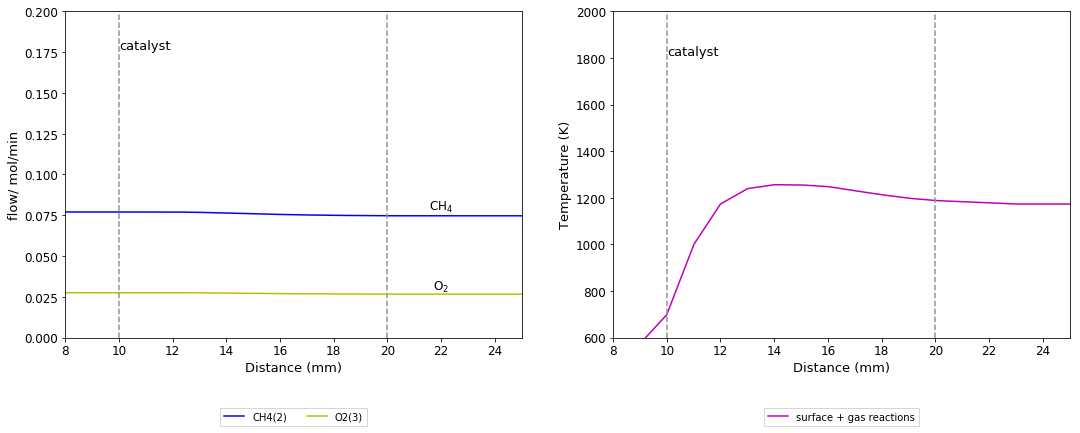 0.200
0.175
0.150
0.125
0.100
0.075
0.050
0.025
0.000
flow/ mol/min
catalyst
CH₄
O₂
8 10 12 14 16 18 20 22 24
Distance (mm)
CH4(2) O2(3)
2000
1800
1600
1400
1200
1000
800
600
Temperature (K)
catalyst
8 10 12 14 16 18 20 22 24
Distance (mm)
surface + gas reactions